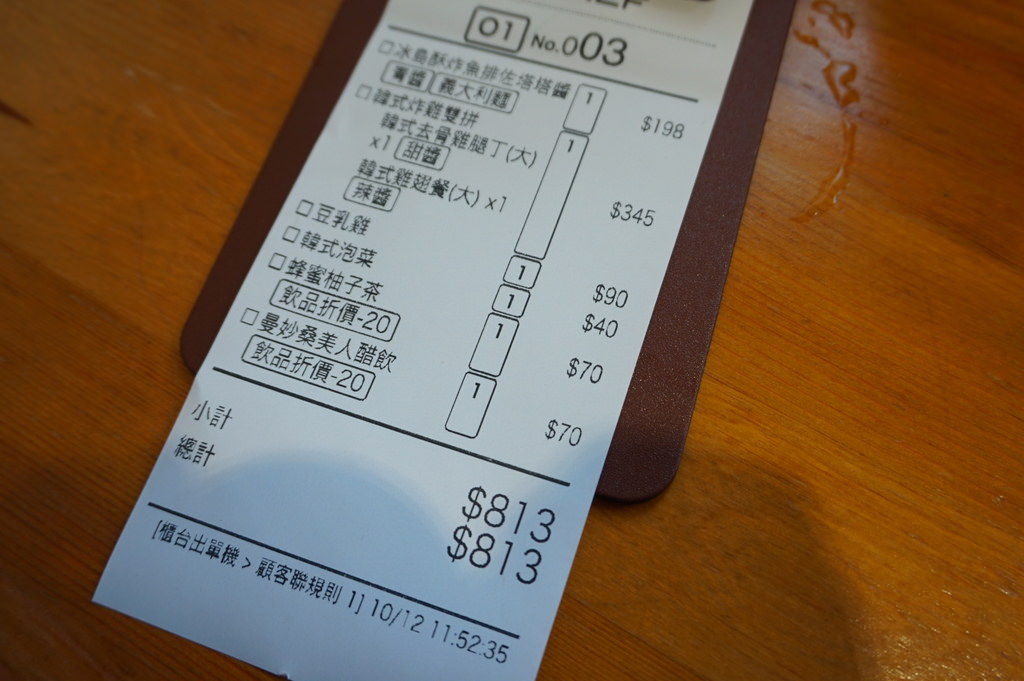 01 No.003
□冰島酥炸魚排佐塔塔醬 1 $198
青醬 義大利麵
□韓式炸雞雙拼 1 $345
韓式去骨雞腿丁(大)
x1 甜醬
韓式雞翅餐(大) x1
辣醬
□豆乳雞 1 $90
□韓式泡菜 1 $40
□蜂蜜柚子茶 1 $70
飲品折價-20
□曼妙桑美人醋飲 1 $70
飲品折價-20
小計 $813
總計 $813
[櫃台出單機 > 顧客聯規則 1] 10/12 11:52:35